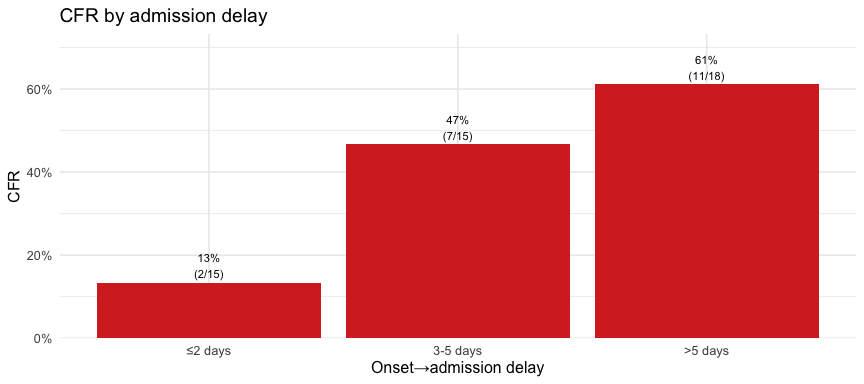 CFR by admission delay
61%
(11/18)
60%
47%
(7/15)
CFR
40%
20%
13%
(2/15)
0%
≤2 days
3-5 days
>5 days
Onset→admission delay